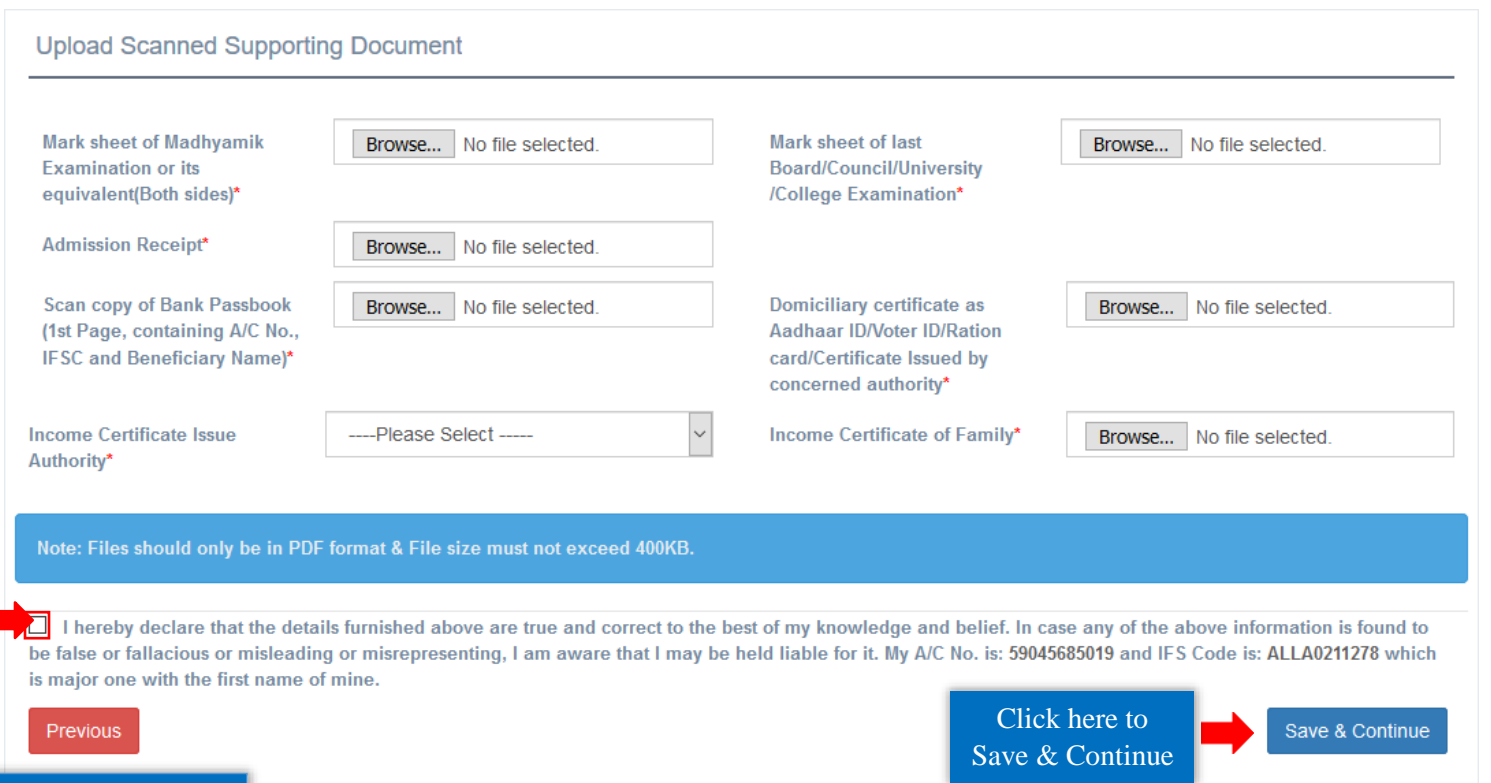 Upload Scanned Supporting Document
Mark sheet of Madhyamik
Examination or its
equivalent(Both sides)*
Browse... No file selected.
Mark sheet of last
Board/Council/University
/College Examination*
Browse... No file selected.
Admission Receipt*
Browse... No file selected.
Scan copy of Bank Passbook
(1st Page, containing A/C No.,
IFSC and Beneficiary Name)*
Browse... No file selected.
Domiciliary certificate as
Aadhaar ID/Voter ID/Ration
card/Certificate Issued by
concerned authority*
Browse... No file selected.
Income Certificate Issue
Authority*
----Please Select -----
Income Certificate of Family*
Browse... No file selected.
Note: Files should only be in PDF format & File size must not exceed 400KB.
I hereby declare that the details furnished above are true and correct to the best of my knowledge and belief. In case any of the above information is found to
be false or fallacious or misleading or misrepresenting, I am aware that I may be held liable for it. My A/C No. is: 59045685019 and IFS Code is: ALLA0211278 which
is major one with the first name of mine.
Previous
Click here to
Save & Continue
Save & Continue